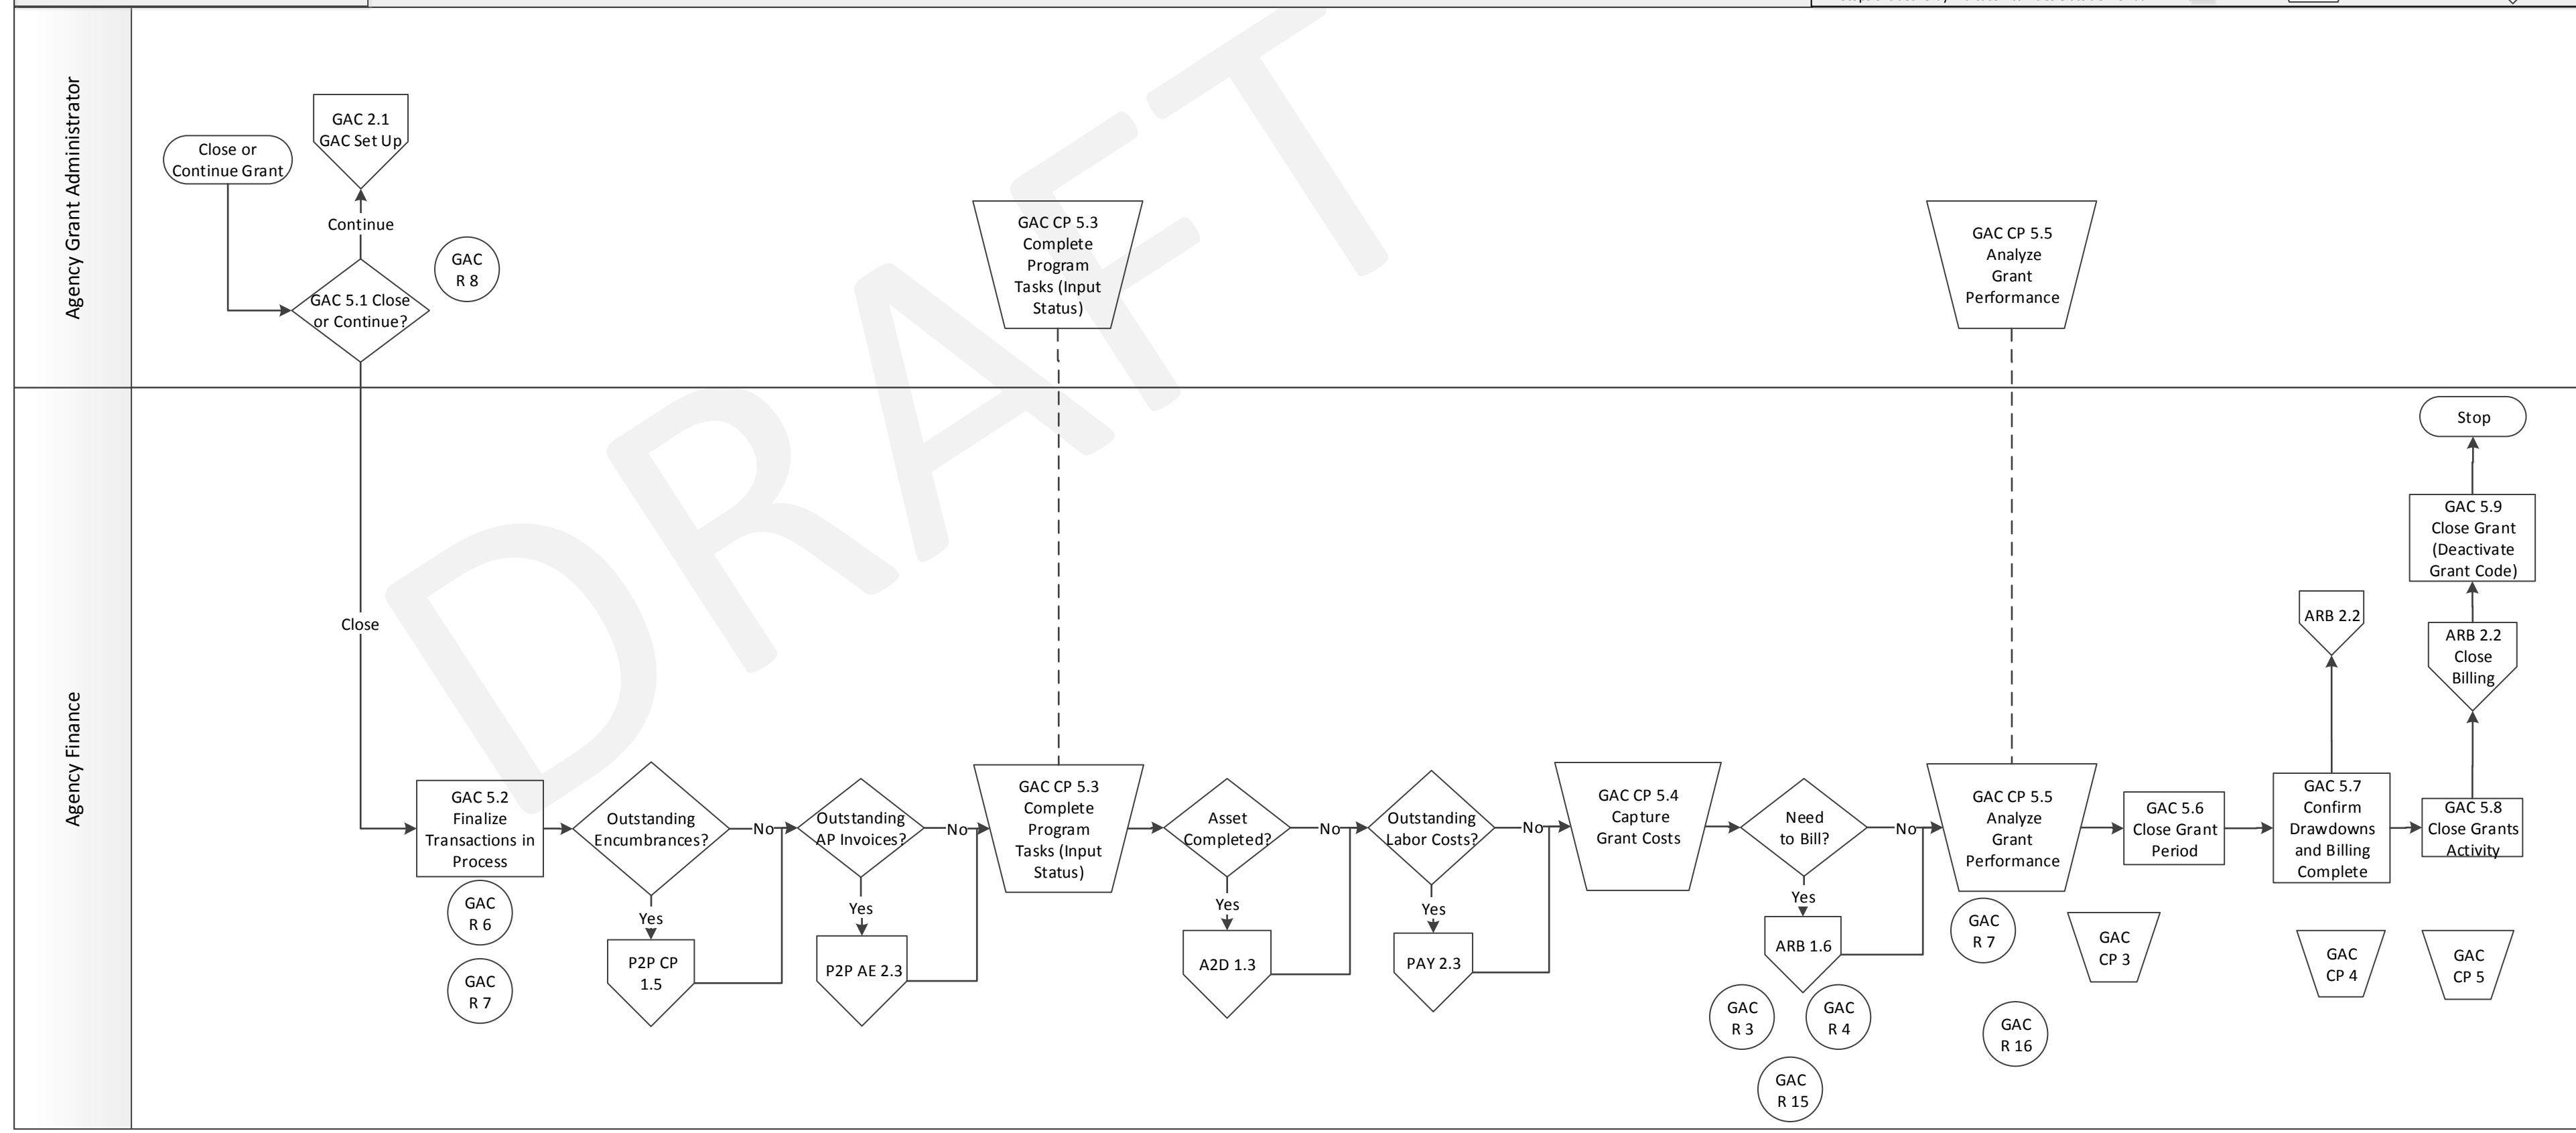 Agency Grant Administrator
Close or
Continue Grant
GAC 2.1
GAC Set Up
Continue
GAC
R 8
GAC 5.1 Close
or Continue?
GAC CP 5.3
Complete
Program
Tasks (Input
Status)
GAC CP 5.5
Analyze
Grant
Performance
DRAFT
Agency Finance
Close
GAC 5.2
Finalize
Transactions in
Process
GAC
R 6
GAC
R 7
Outstanding
Encumbrances?
No
Yes
P2P CP
1.5
Outstanding
AP Invoices?
No
Yes
P2P AE 2.3
GAC CP 5.3
Complete
Program
Tasks (Input
Status)
Asset
Completed?
No
Yes
A2D 1.3
Outstanding
Labor Costs?
No
Yes
PAY 2.3
GAC CP 5.4
Capture
Grant Costs
Need
to Bill?
No
Yes
ARB 1.6
GAC
R 3
GAC
R 4
GAC
R 15
GAC CP 5.5
Analyze
Grant
Performance
GAC
R 7
GAC
R 16
GAC
CP 3
GAC 5.6
Close Grant
Period
GAC 5.7
Confirm
Drawdowns
and Billing
Complete
ARB 2.2
GAC
CP 4
GAC 5.8
Close Grants
Activity
GAC
CP 5
ARB 2.2
Close
Billing
GAC 5.9
Close Grant
(Deactivate
Grant Code)
Stop